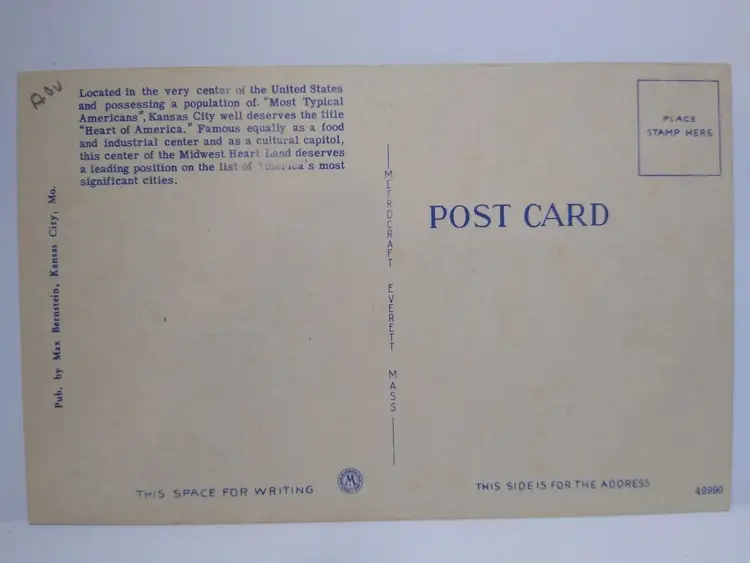 Located in the very center of the United States
and possessing a population of "Most Typical
Americans", Kansas City well deserves the title
"Heart of America." Famous equally as a food
and industrial center and as a cultural capitol,
this center of the Midwest Heart Land deserves
a leading position on the list of America's most
significant cities.
Pub. by Max Bernstein, Kansas City, Mo.
METROCRAFT EVERETT MASS
PLACE
STAMP HERE
POST CARD
THIS SPACE FOR WRITING
M
THIS SIDE IS FOR THE ADDRESS
49990